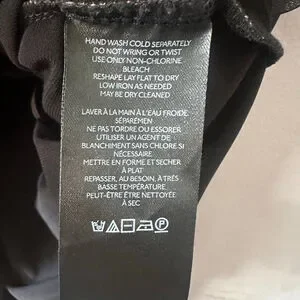 HAND WASH COLD SEPARATELY
DO NOT WRING OR TWIST
USE ONLY NON-CHLORINE
BLEACH
RESHAPE LAY FLAT TO DRY
LOW IRON AS NEEDED
MAY BE DRY CLEANED
LAVER À LA MAIN À L'EAU FROIDE
SÉPARÉMEN
NE PAS TORDRE OU ESSORER
UTILISER UN AGENT DE
BLANCHIMENT SANS CHLORE SI
NÉCESSAIRE
METTRE EN FORME ET SÉCHER
À PLAT
REPASSER, AU BESOIN, À TRÈS
BASSE TEMPÉRATURE.
PEUT-ÊTRE ÊTRE NETTOYÉE
À SEC